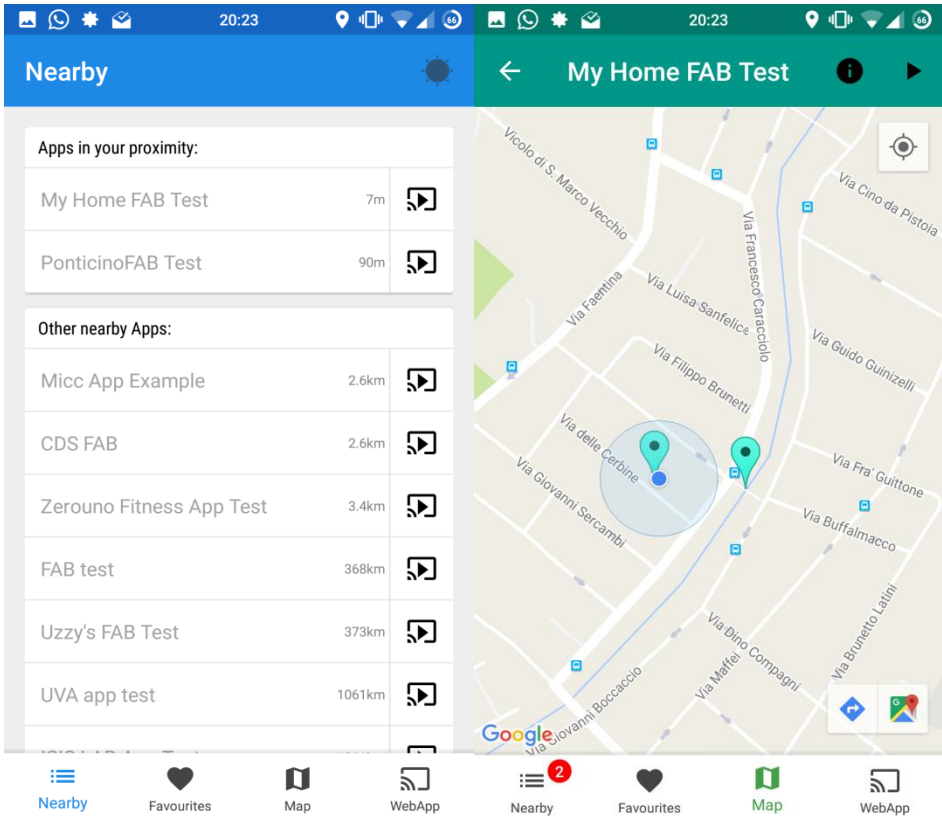 20:23
66
Nearby
Apps in your proximity:
My Home FAB Test 7m
PonticinoFAB Test 90m
Other nearby Apps:
Micc App Example 2.6km
CDS FAB 2.6km
Zerouno Fitness App Test 3.4km
FAB test 368km
Uzzy's FAB Test 373km
UVA app test 1061km
Nearby
Favourites
Map
WebApp
20:23
66
My Home FAB Test
Vicolo di S. Marco Vecchio
Via Cino da Pistoia
Via Francesco Caracciolo
Via Faentina
Via Luisa Sanfelice
Via Guido Guinizelli
Via Filippo Brunetti
Via delle Cerbine
Via Giovanni Sercambi
Via Fra' Guittone
Via Buffalmacco
Via Brunetto Latini
Via Dino Compagni
Via Maffei
Via Giovanni Boccaccio
Google
G
2
Nearby
Favourites
Map
WebApp